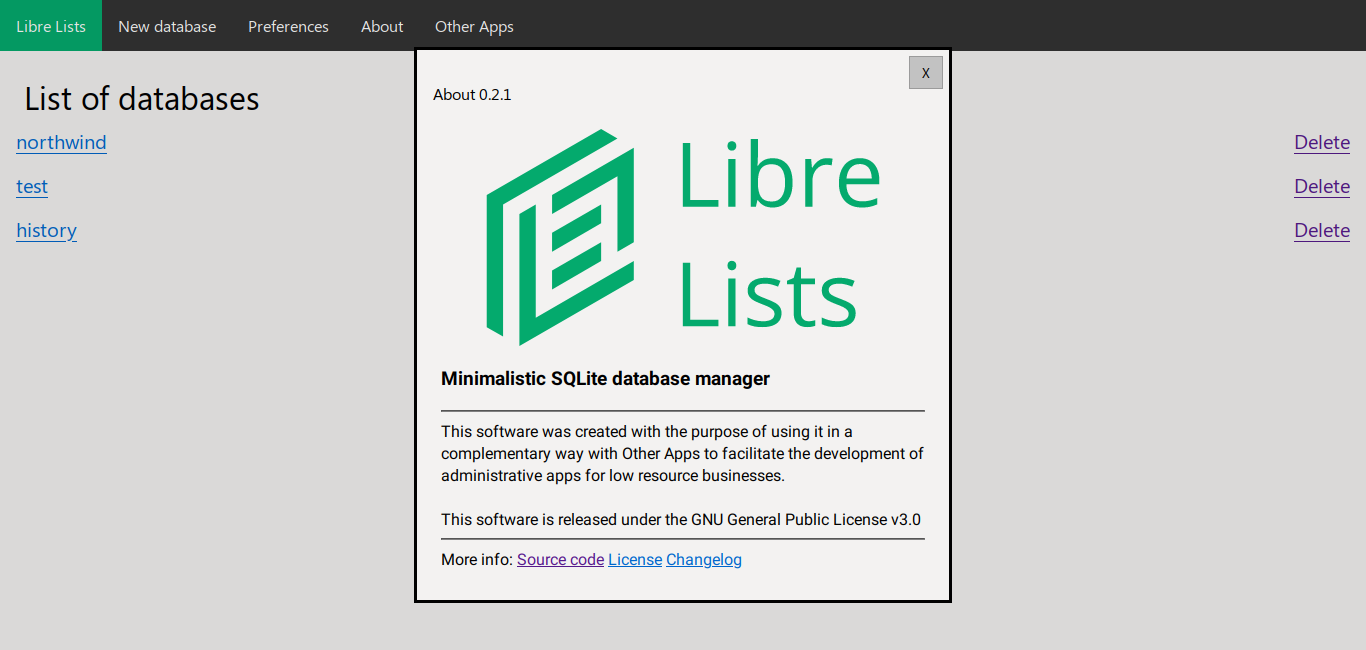 Libre Lists New database Preferences About Other Apps
List of databases
northwind Delete
test Delete
history Delete
X
About 0.2.1
Libre
Lists
Minimalistic SQLite database manager
This software was created with the purpose of using it in a
complementary way with Other Apps to facilitate the development of
administrative apps for low resource businesses.
This software is released under the GNU General Public License v3.0
More info: Source code License Changelog